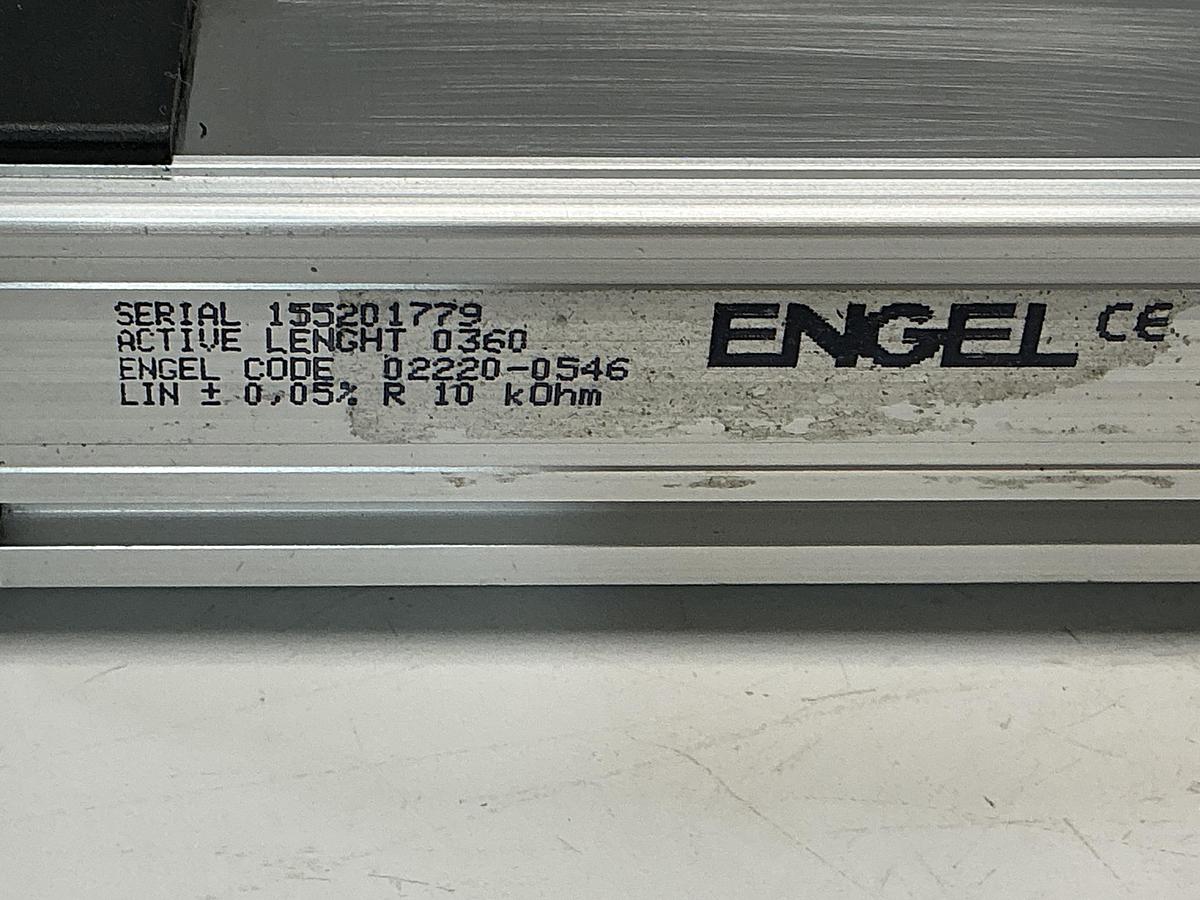 SERIAL 155201779
ACTIVE LENGHT 0360
ENGEL CODE 02220-0546
LIN ± 0,05% R 10 kOhm
ENGEL CE